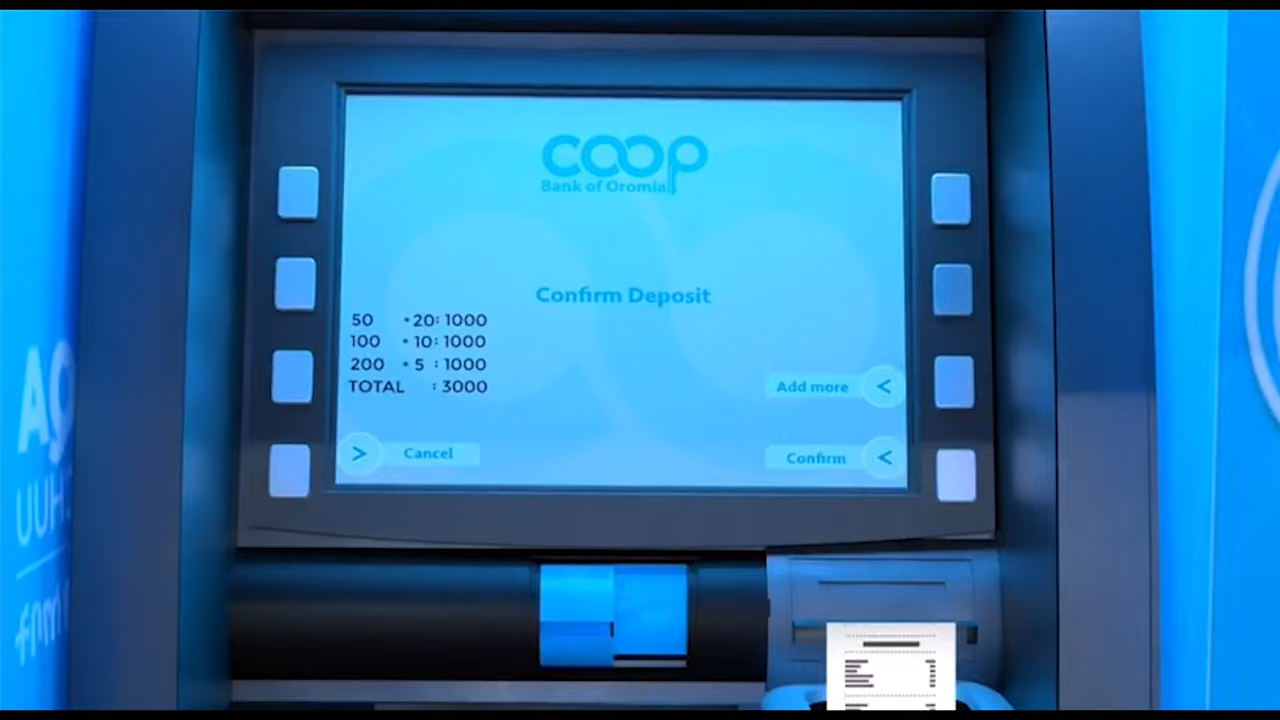 coop
Bank of Oromia
Confirm Deposit
50 * 20: 1000
100 * 10: 1000
200 * 5 : 1000
TOTAL : 3000
Add more <
> Cancel
Confirm <